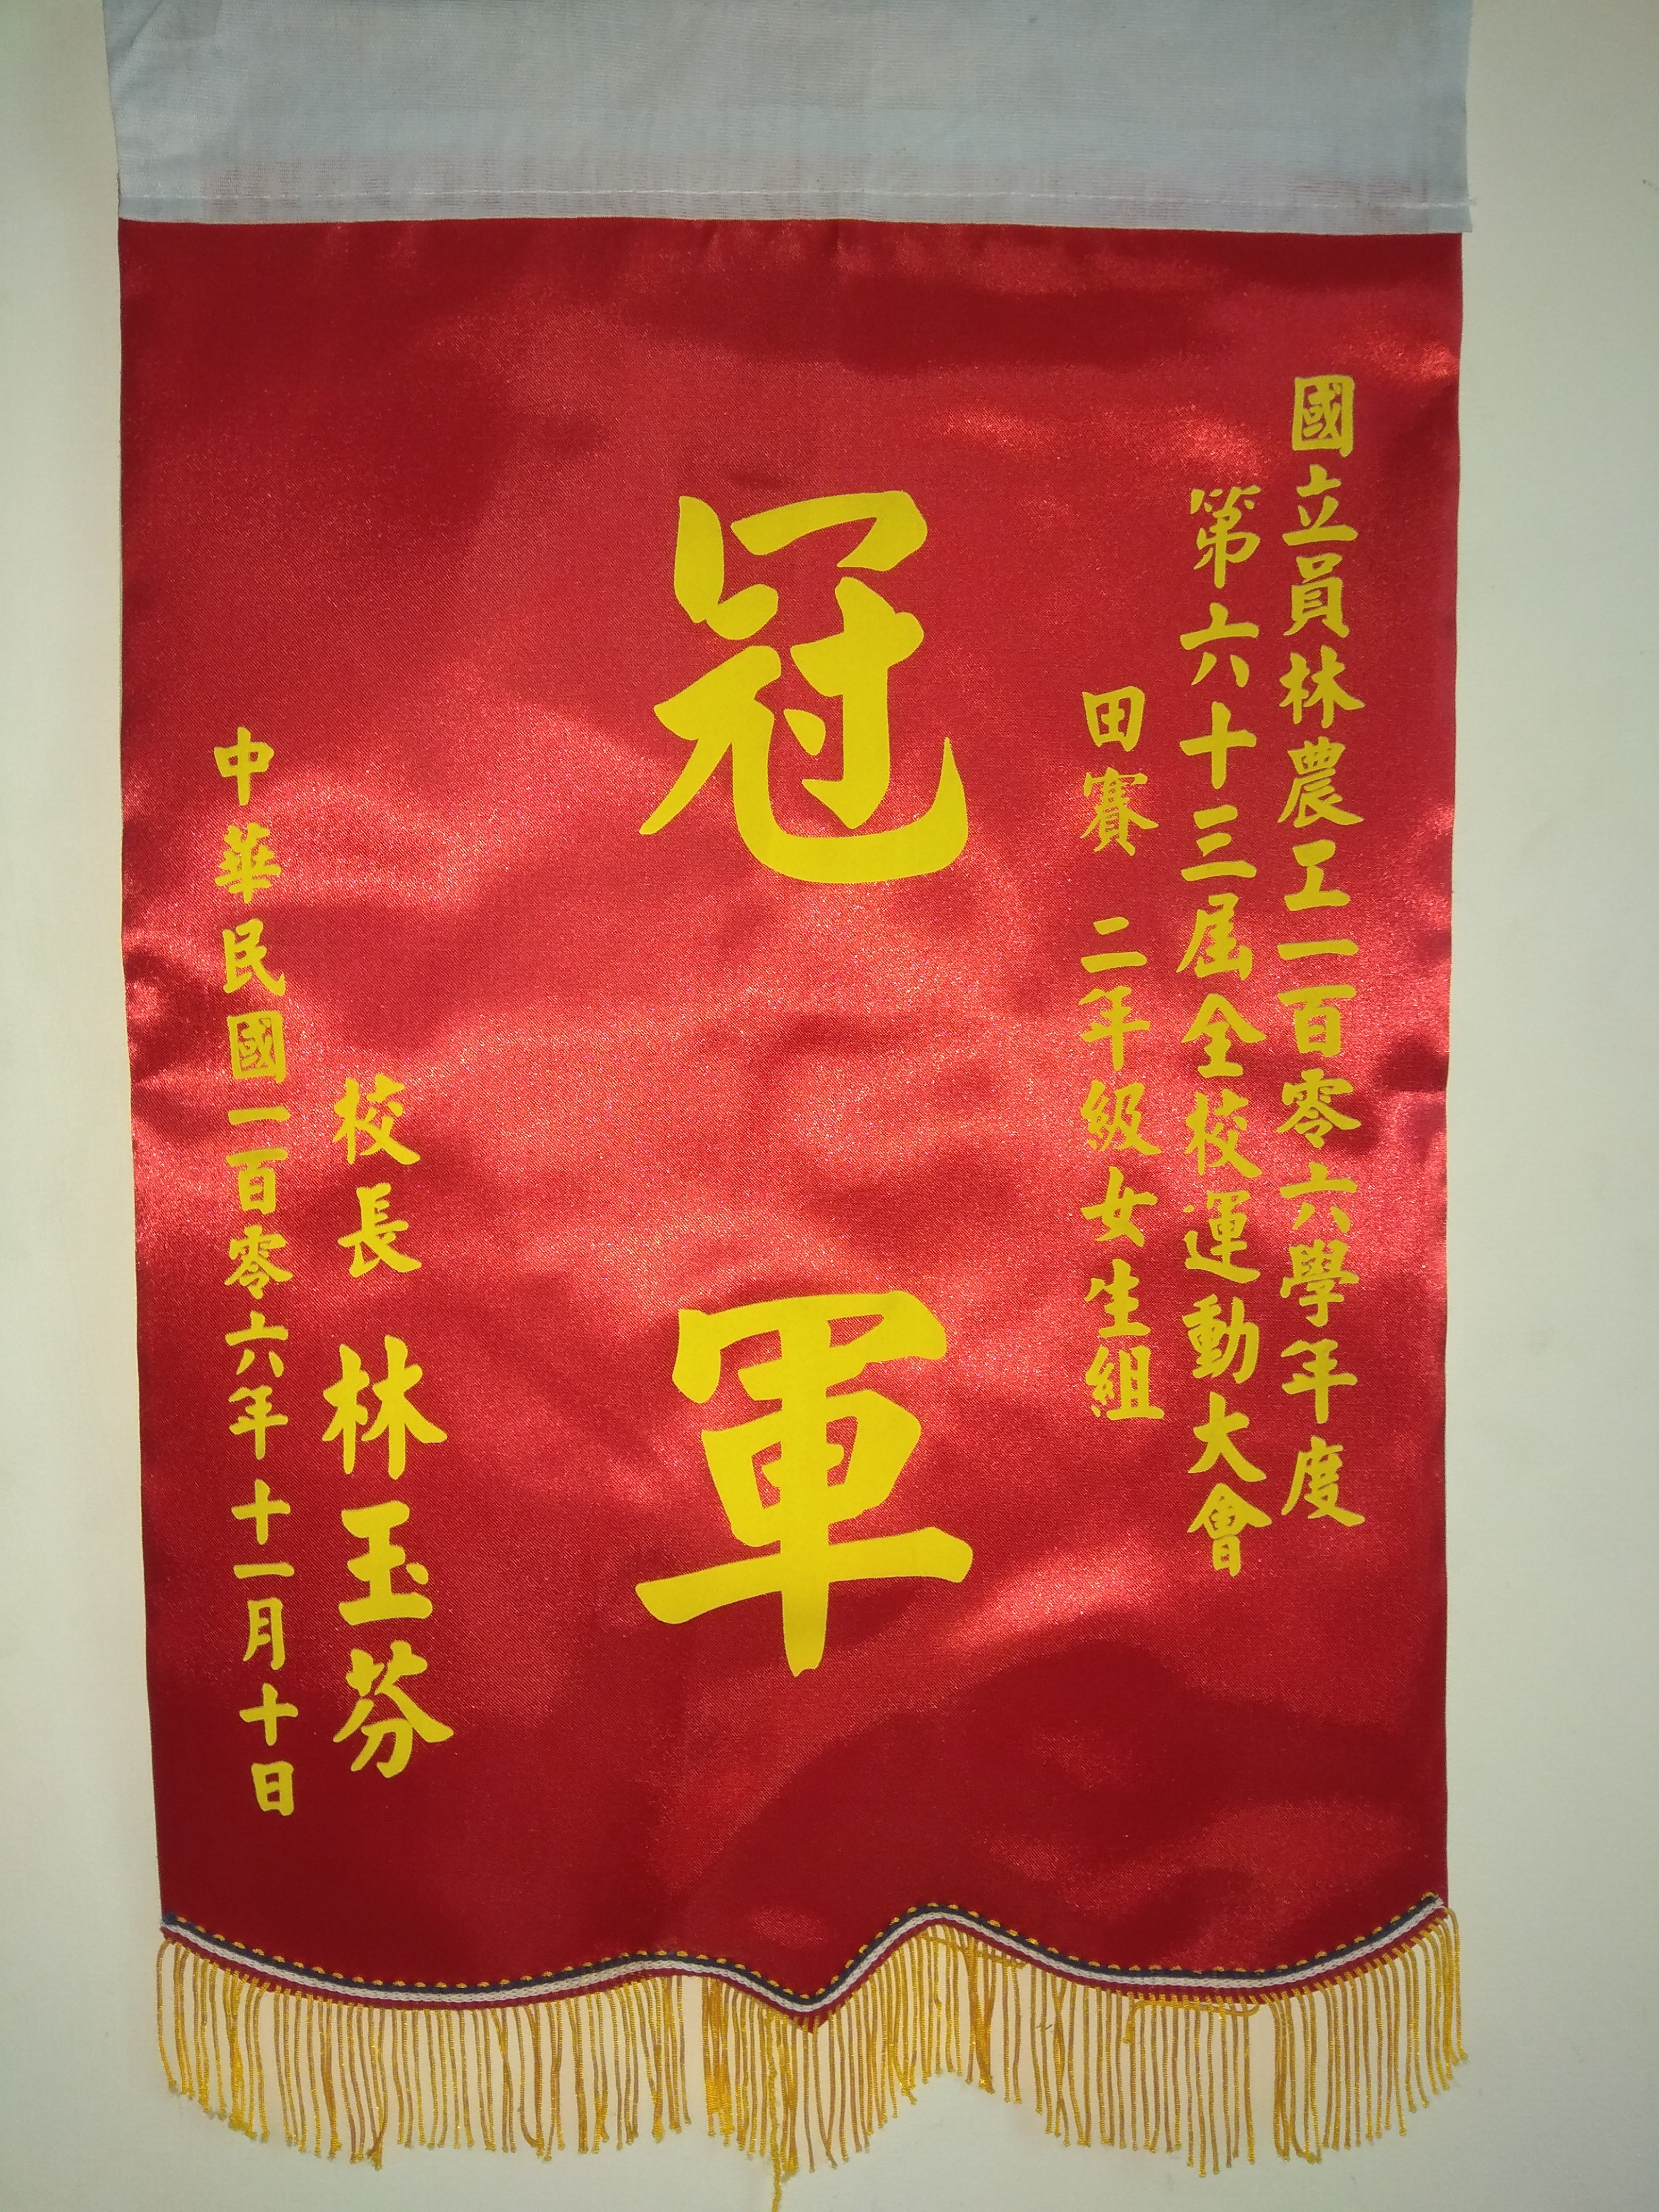 國立員林農工一百零六學年度
第六十三屆全校運動大會
田賽 二年級女生組
冠軍
校長 林玉芬
中華民國一百零六年十一月十日